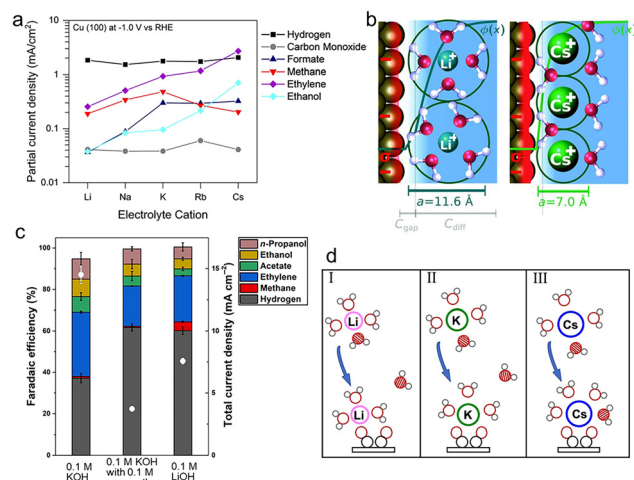 a
Cu (100) at -1.0 V vs RHE
Hydrogen
Carbon Monoxide
Formate
Methane
Ethylene
Ethanol
Partial current density (mA/cm²)
10
1
0.1
0.01
Li Na K Rb Cs
Electrolyte Cation
b
ϕ(x)
Li⁺
Li⁺
a=11.6 Å
C_gap C_diff
ϕ(x)
Cs⁺
Cs⁺
Cs⁺
a=7.0 Å
c
Faradaic efficiency (%)
100
80
60
40
20
0
n-Propanol
Ethanol
Acetate
Ethylene
Methane
Hydrogen
15
10
5
0
Total current density (mA cm⁻²)
0.1 M
KOH
0.1 M KOH
with 0.1 M
0.1 M
LiOH
d
I II III
Li K Cs
Li K Cs